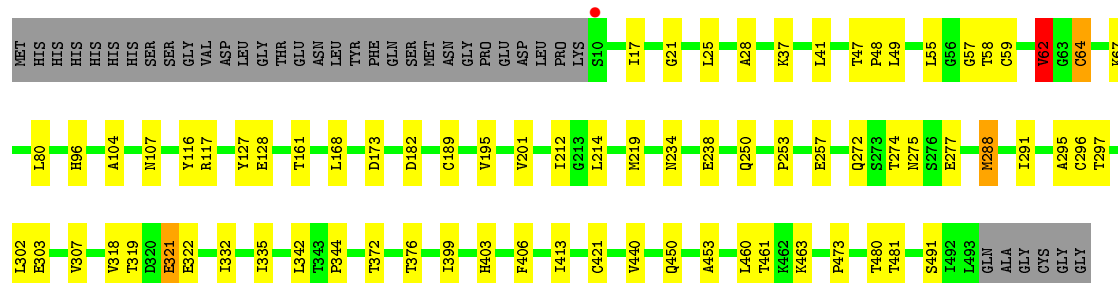 MET HIS HIS HIS HIS HIS HIS SER SER GLY VAL ASP LEU GLY THR GLU ASN LEU TYR PHE GLN SER MET ASN GLY PRO GLU ASP LEU PRO LYS S10 I17 G21 L25 A28 K37 L41 T47 P48 L49 L55 G56 G57 T58 C59 V62 G63 C64 K67
L80 H96 A104 N107 Y116 R117 Y127 E128 T161 L168 D173 D182 C189 V195 V201 I212 G213 L214 M219 N234 E238 Q250 P253 E257 Q272 S273 T274 N275 S276 E277 M288 I291 A295 C296 T297
L302 E303 V307 V318 T319 D320 E321 E322 I332 I335 L342 T343 P344 T372 T376 I399 H403 F406 I413 C421 V440 Q450 A453 L460 T461 K462 K463 P473 T480 T481 S491 I492 L493 GLN ALA GLY CYS GLY GLY